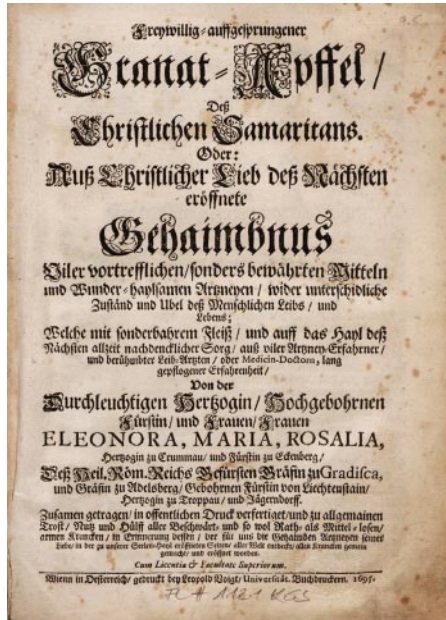 Freywillig-auffgesprungener
Granat-Apffel /
Deß
Christlichen Samaritans.
Oder:
Auß Christlicher Lieb deß Nächsten
eröffnete
Gehaimbnus
Viler vortrefflichen / sonders bewährten Mitteln
und Wunder-haylsamen Artzneyen / wider unterschidliche
Zuständ und Ubel deß Menschlichen Leibs / und
Lebens;
Welche mit sonderbahrem Fleiß / und auff das Hayl deß
Nächsten allzeit nachdencklicher Sorg / auß viler Artzney-Erfahrner /
und berühmbter Leib-Artzten / oder Medicin-Doctorn, lang
gepflogener Erfahrenheit /
Von der
Durchleuchtigen Hertzogin / Hochgebohrnen
Fürstin / und Frauen / Frauen
ELEONORA, MARIA, ROSALIA,
Hertzogin zu Crummau / und Fürstin zu Eckenberg /
Deß Heil. Röm. Reichs Gefürsten Gräfin zu Gradisca,
und Gräfin zu Adelsberg / Gebohrnen Fürstin von Liechtenstain /
Hertzogin zu Troppau / und Jägerndorff.
Zusamen getragen / in offentlichen Druck verfertiget / und zu allgemainen
Trost / Nutz und Hülff aller Beschwärt- und so wol Rath- als Mittel-losen /
armen Krancken / in Erinnerung dessen / der für uns die Gehaimben Artzneyen seiner
Liebe / in der zu unserer Seelen-Hayl eröffneten Seiten / aller Welt entdeckt / allen Krancken gemein
gemacht / und eröffnet worden.
Cum Licentia & Facultate Superiorum.
Wienn in Oesterreich / gedruckt bey Leopold Voigt / Universität. Buchdruckern. 1695.